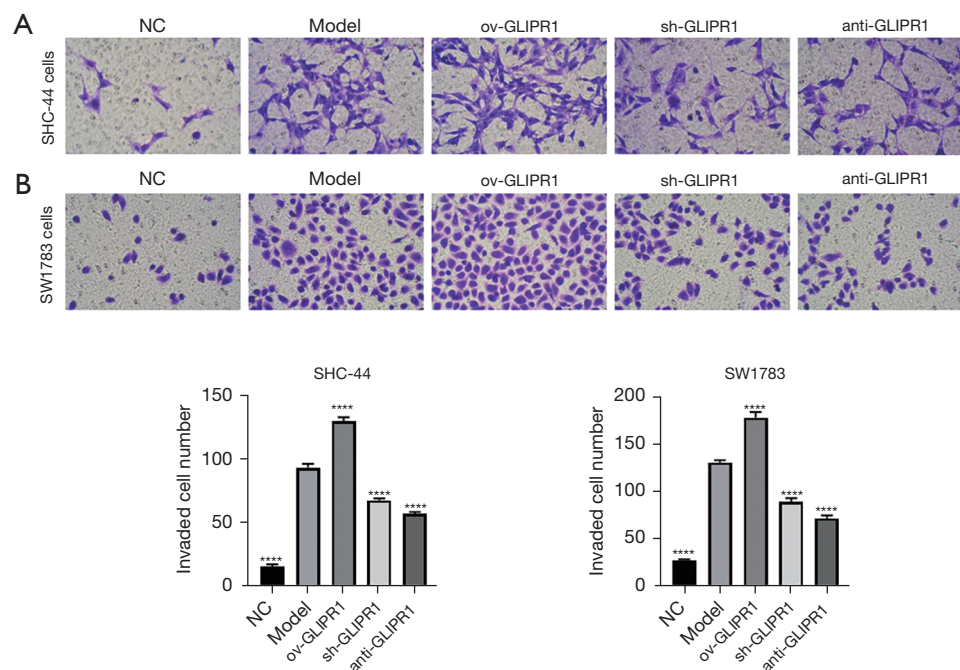 A
NC Model ov-GLIPR1 sh-GLIPR1 anti-GLIPR1
SHC-44 cells
B
NC Model ov-GLIPR1 sh-GLIPR1 anti-GLIPR1
SW1783 cells
SHC-44
Invaded cell number
150
100
50
0
**** **** **** ****
NC Model ov-GLIPR1 sh-GLIPR1 anti-GLIPR1
SW1783
Invaded cell number
200
150
100
50
0
**** **** **** ****
NC Model ov-GLIPR1 sh-GLIPR1 anti-GLIPR1